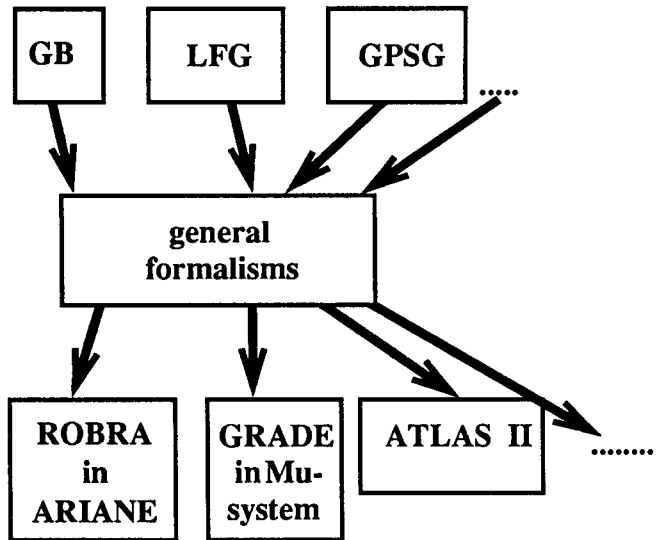 GB
LFG
GPSG
.....
general
formalisms
ROBRA
in
ARIANE
GRADE
in Mu-
system
ATLAS II
........